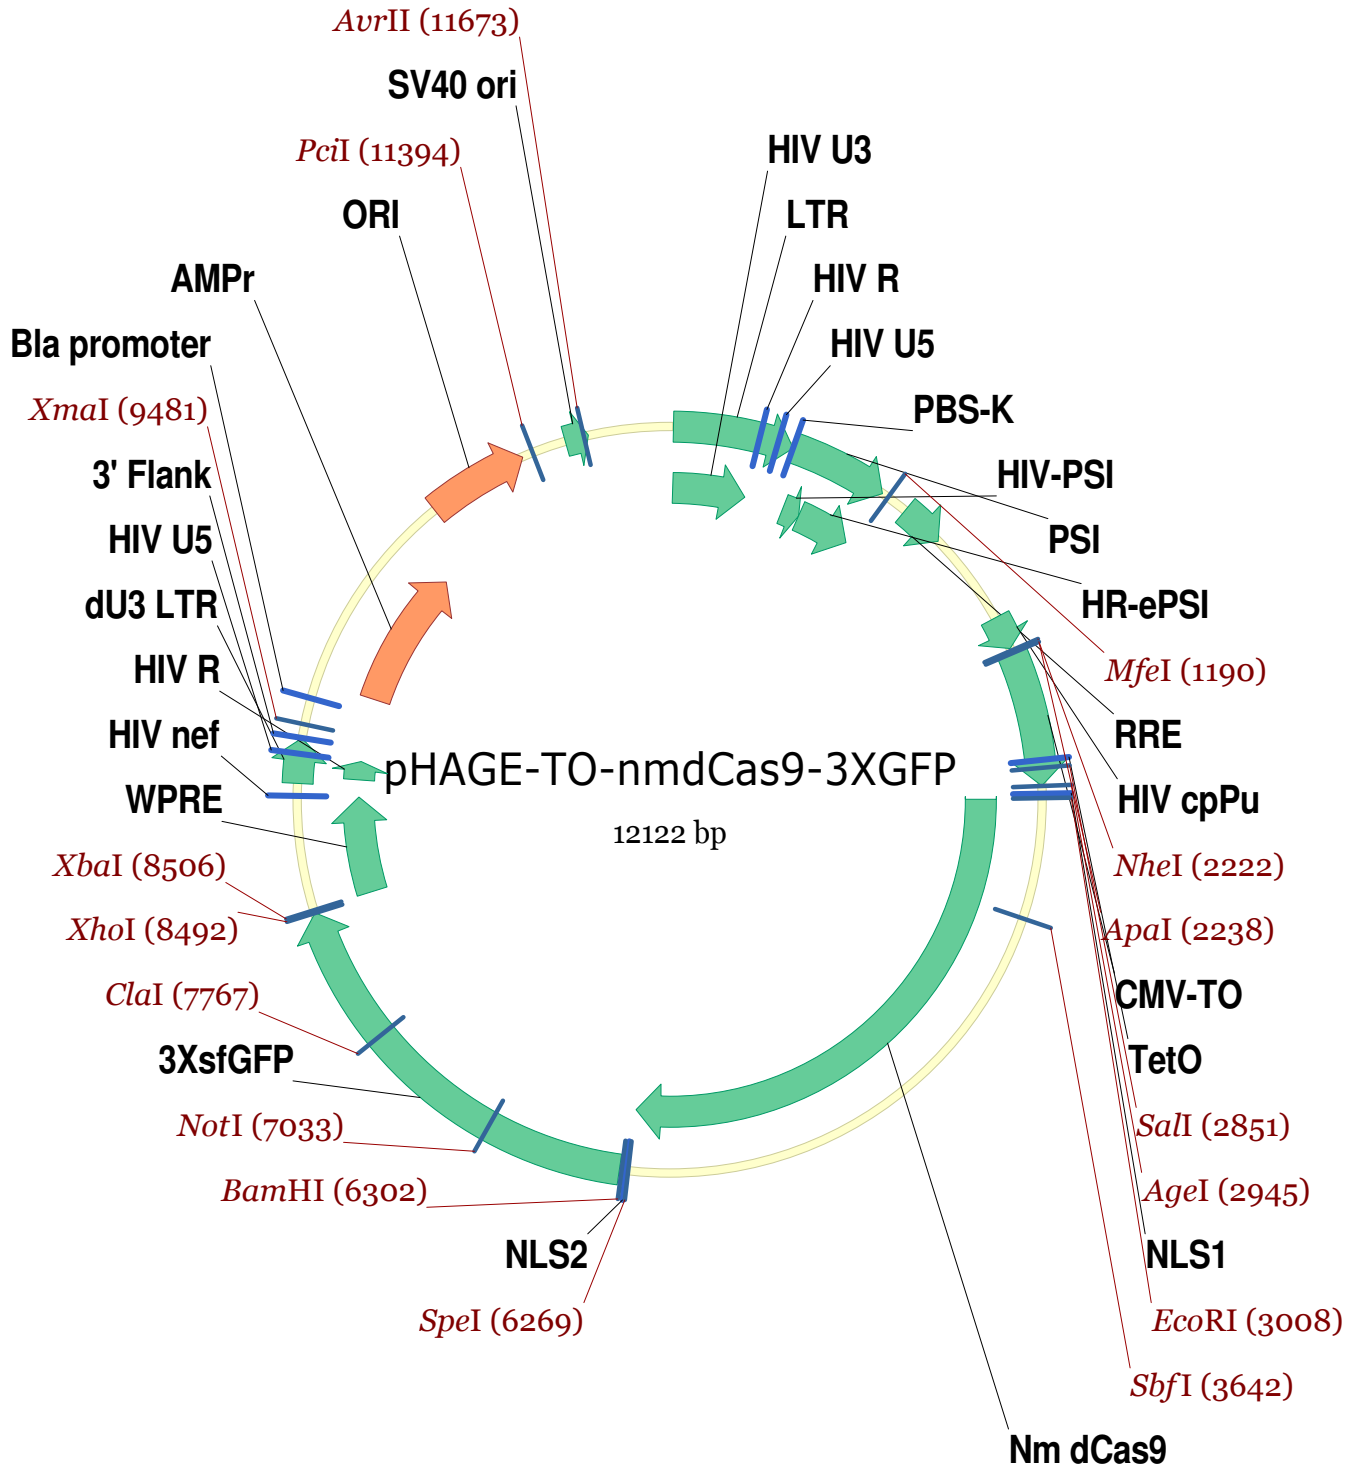 AvrII (11673)
SV40 ori
PciI (11394)
ORI
AMPr
Bla promoter
XmaI (9481)
3' Flank
HIV U5
dU3 LTR
HIV R
HIV nef
WPRE
XbaI (8506)
XhoI (8492)
ClaI (7767)
3XsfGFP
NotI (7033)
BamHI (6302)
NLS2
SpeI (6269)
HIV U3
LTR
HIV R
HIV U5
PBS-K
HIV-PSI
PSI
HR-ePSI
MfeI (1190)
RRE
HIV cpPu
NheI (2222)
ApaI (2238)
CMV-TO
TetO
SalI (2851)
AgeI (2945)
NLS1
EcoRI (3008)
SbfI (3642)
Nm dCas9
pHAGE-TO-nmdCas9-3XGFP
12122 bp